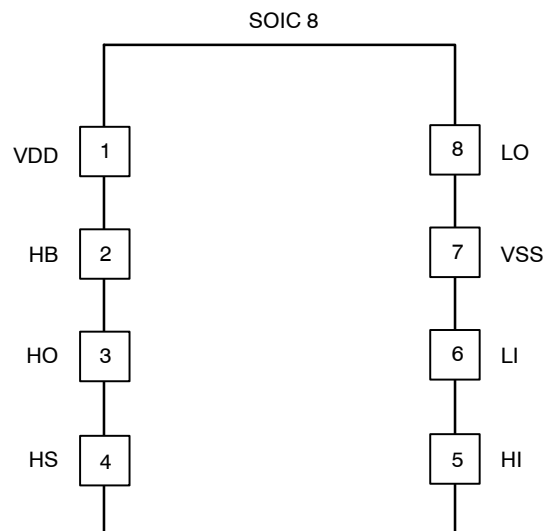 SOIC 8
VDD 1 8 LO
HB 2 7 VSS
HO 3 6 LI
HS 4 5 HI